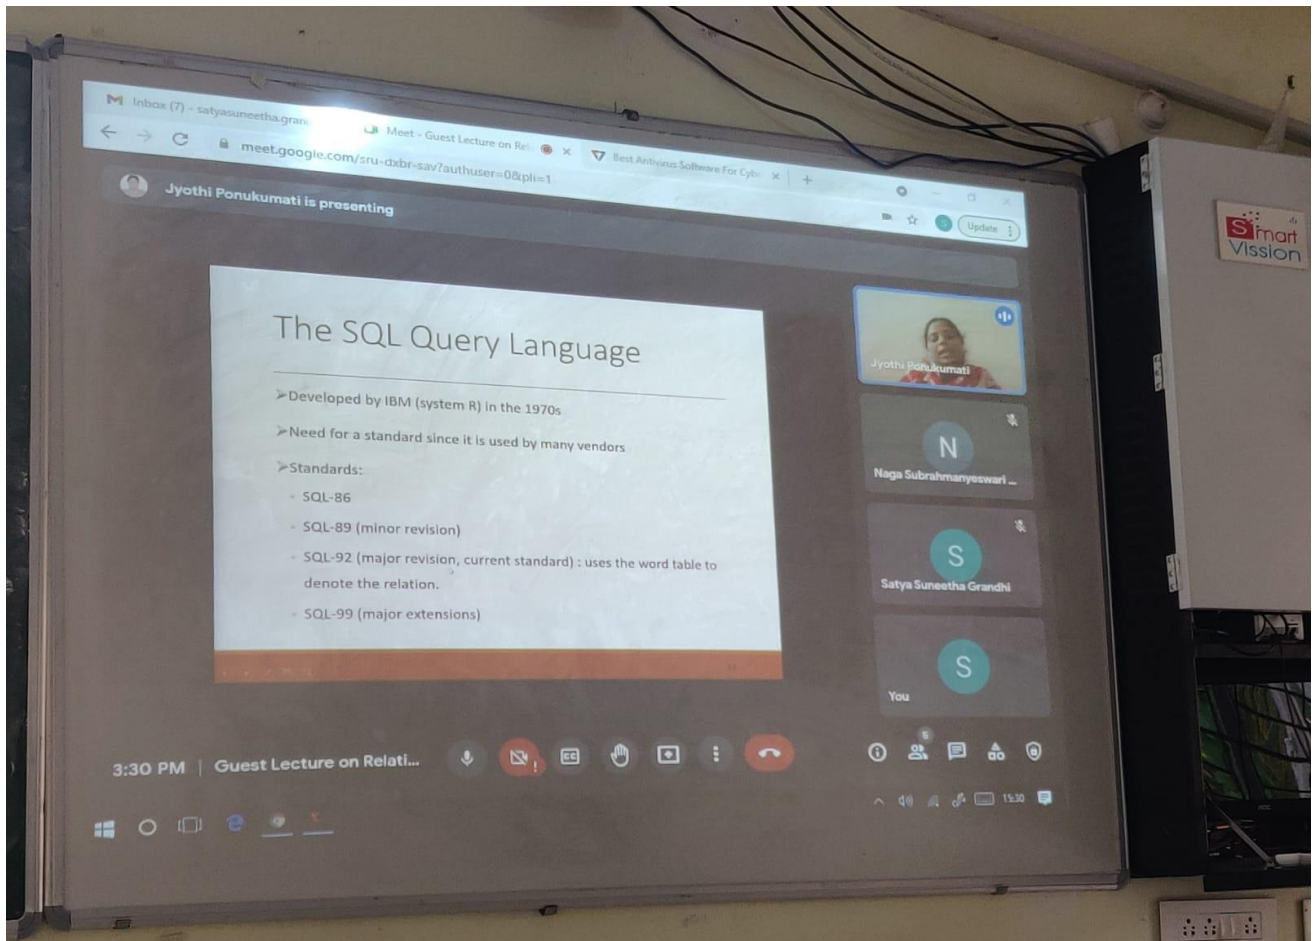 Inbox (7) - satyasuneetha.gran
Meet - Guest Lecture on Rel
Best Antivirus Software For Cybe
meet.google.com/sru-dxbr-sav?authuser=0&pli=1
Update
Jyothi Ponukumati is presenting
Smart
Vission
The SQL Query Language
➢Developed by IBM (system R) in the 1970s
➢Need for a standard since it is used by many vendors
➢Standards:
◦ SQL-86
◦ SQL-89 (minor revision)
◦ SQL-92 (major revision, current standard) : uses the word table to
denote the relation.
◦ SQL-99 (major extensions)
Jyothi Ponukumati
N
Naga Subrahmanyeswari ...
S
Satya Suneetha Grandhi
S
You
3:30 PM | Guest Lecture on Relati...
CC
15:30